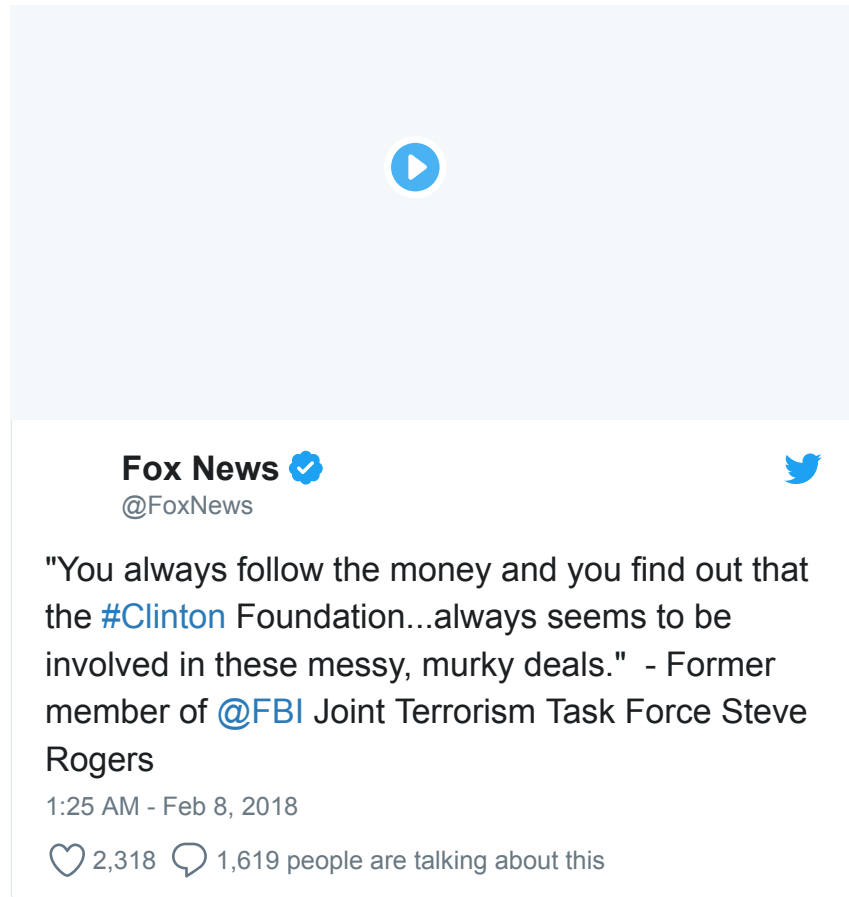 Fox News
@FoxNews
"You always follow the money and you find out that
the #Clinton Foundation...always seems to be
involved in these messy, murky deals."  - Former
member of @FBI Joint Terrorism Task Force Steve
Rogers
1:25 AM - Feb 8, 2018
2,318 1,619 people are talking about this